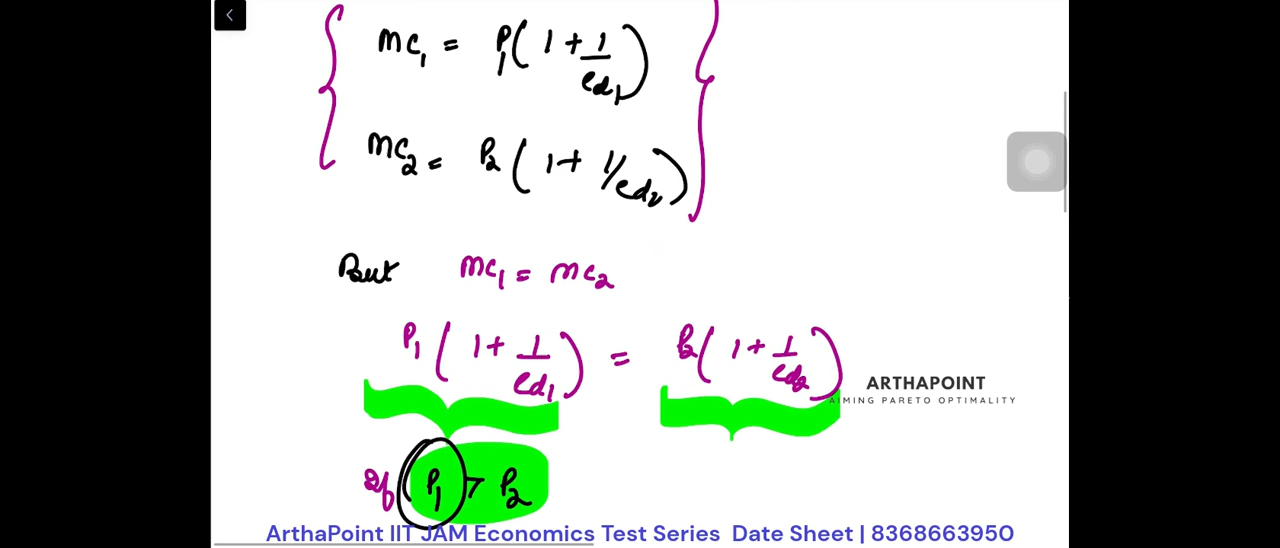 mc₁ = P₁(1 + 1/ed₁)
mc₂ = P₂(1 + 1/ed₂)
But mc₁ = mc₂
P₁(1 + 1/ed₁) = P₂(1 + 1/ed₂)
ARTHAPOINT
AIMING PARETO OPTIMALITY
If P₁ > P₂
ArthaPoint IIT JAM Economics Test Series Date Sheet | 8368663950